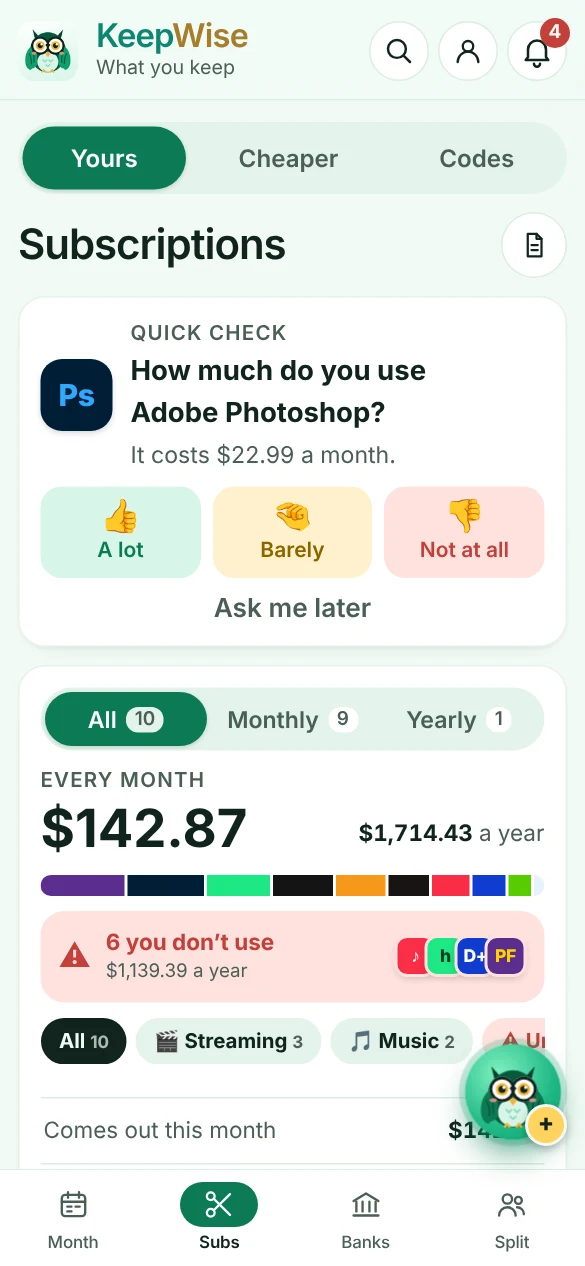 KeepWise
What you keep
4
Yours
Cheaper
Codes
Subscriptions
QUICK CHECK
Ps
How much do you use
Adobe Photoshop?
It costs $22.99 a month.
A lot
Barely
Not at all
Ask me later
All 10
Monthly 9
Yearly 1
EVERY MONTH
$142.87
$1,714.43 a year
6 you don’t use
$1,139.39 a year
h
D+
PF
All 10
Streaming 3
Music 2
Comes out this month
+
Month
Subs
Banks
Split